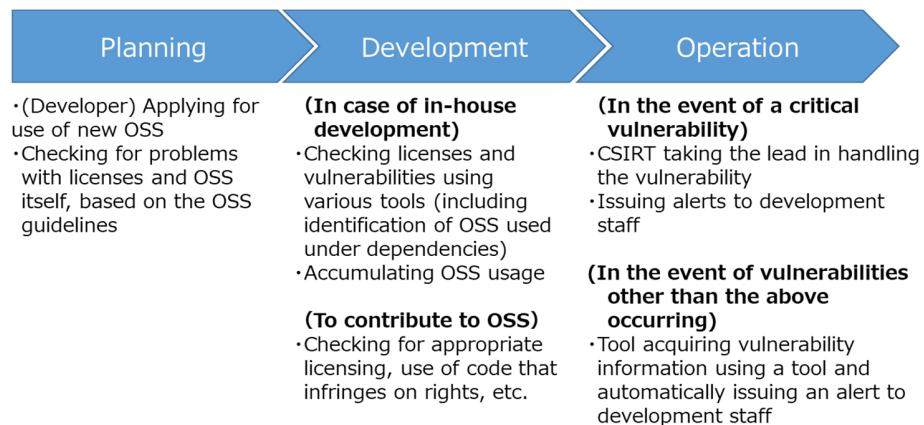 Planning
Development
Operation
・(Developer) Applying for
use of new OSS
・Checking for problems
with licenses and OSS
itself, based on the OSS
guidelines
(In case of in-house
development)
・Checking licenses and
vulnerabilities using
various tools (including
identification of OSS used
under dependencies)
・Accumulating OSS usage
(To contribute to OSS)
・Checking for appropriate
licensing, use of code that
infringes on rights, etc.
(In the event of a critical
vulnerability)
・CSIRT taking the lead in handling
the vulnerability
・Issuing alerts to development
staff
(In the event of vulnerabilities
other than the above
occurring)
・Tool acquiring vulnerability
information using a tool and
automatically issuing an alert to
development staff